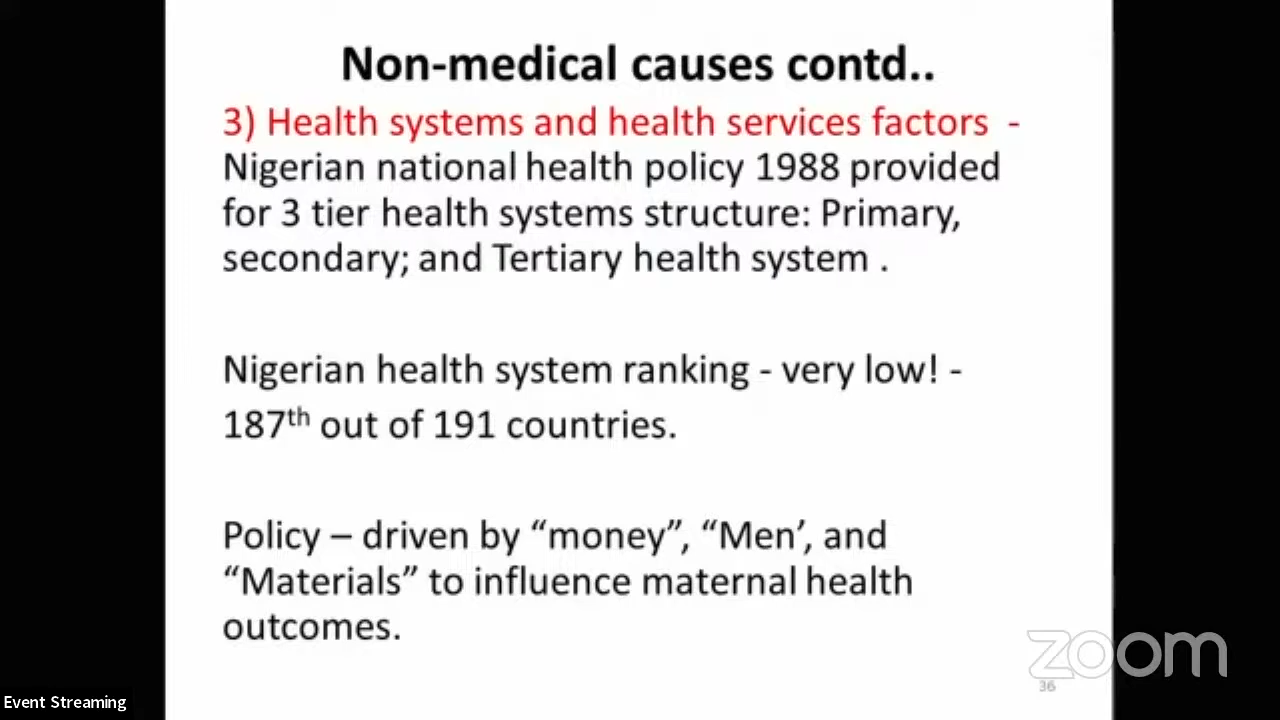 Non-medical causes contd..
3) Health systems and health services factors -
Nigerian national health policy 1988 provided
for 3 tier health systems structure: Primary,
secondary; and Tertiary health system .
Nigerian health system ranking - very low! -
187th out of 191 countries.
Policy – driven by “money”, “Men’, and
“Materials” to influence maternal health
outcomes.
zoom
36
Event Streaming